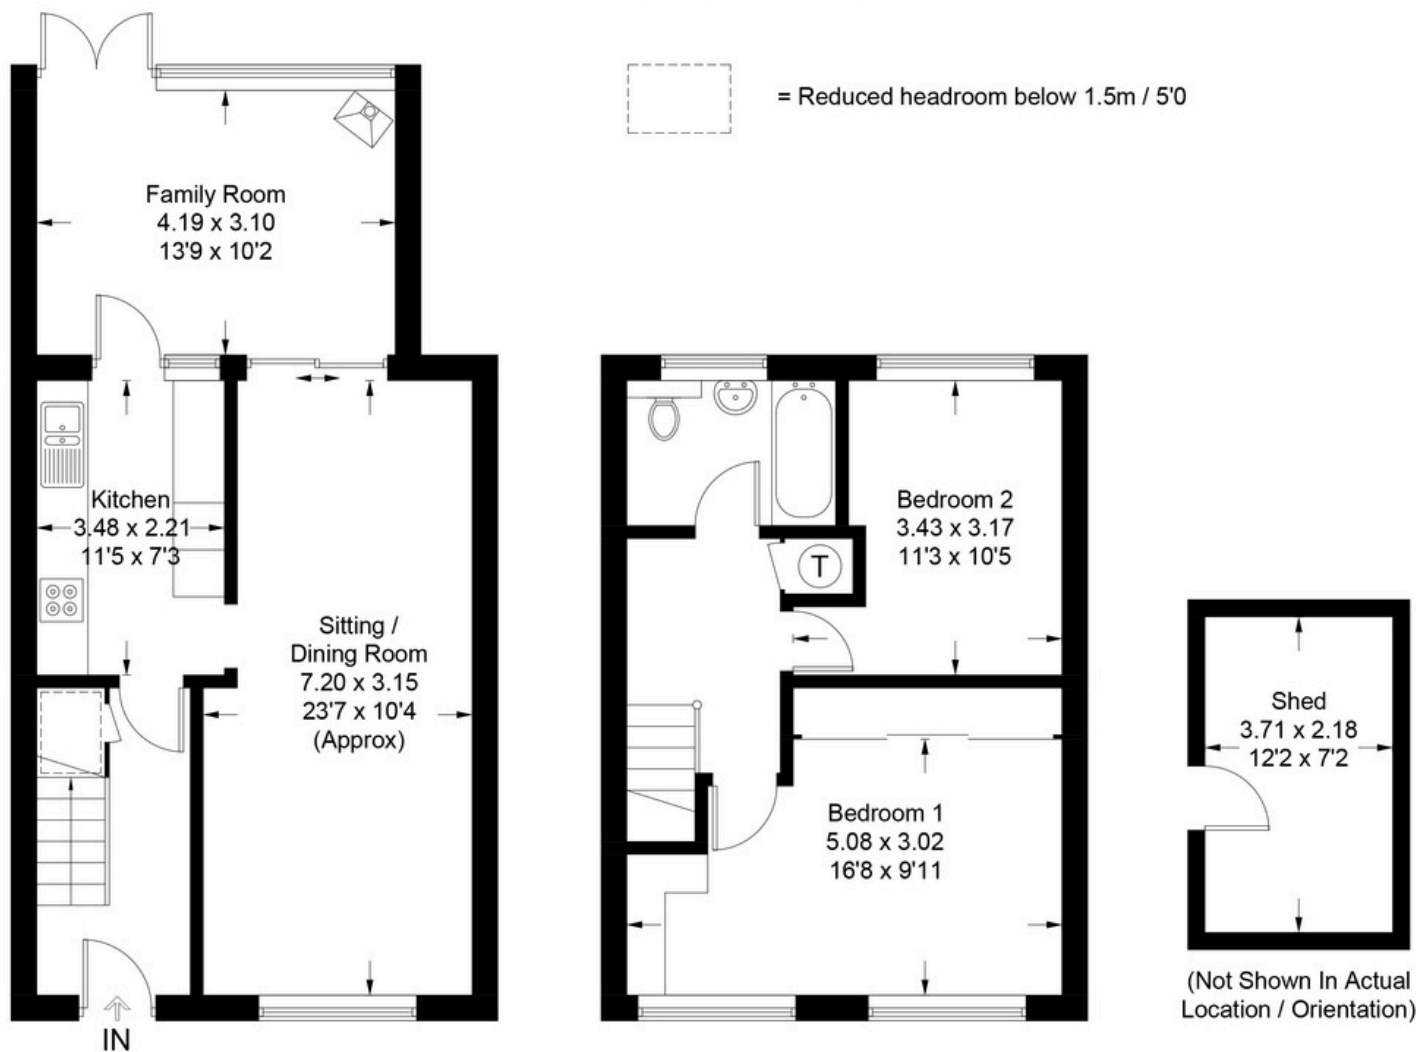 = Reduced headroom below 1.5m / 5'0
Family Room
4.19 x 3.10
13'9 x 10'2
Kitchen
3.48 x 2.21
11'5 x 7'3
Sitting /
Dining Room
7.20 x 3.15
23'7 x 10'4
(Approx)
IN
Bedroom 2
3.43 x 3.17
11'3 x 10'5
T
Bedroom 1
5.08 x 3.02
16'8 x 9'11
Shed
3.71 x 2.18
12'2 x 7'2
(Not Shown In Actual
Location / Orientation)